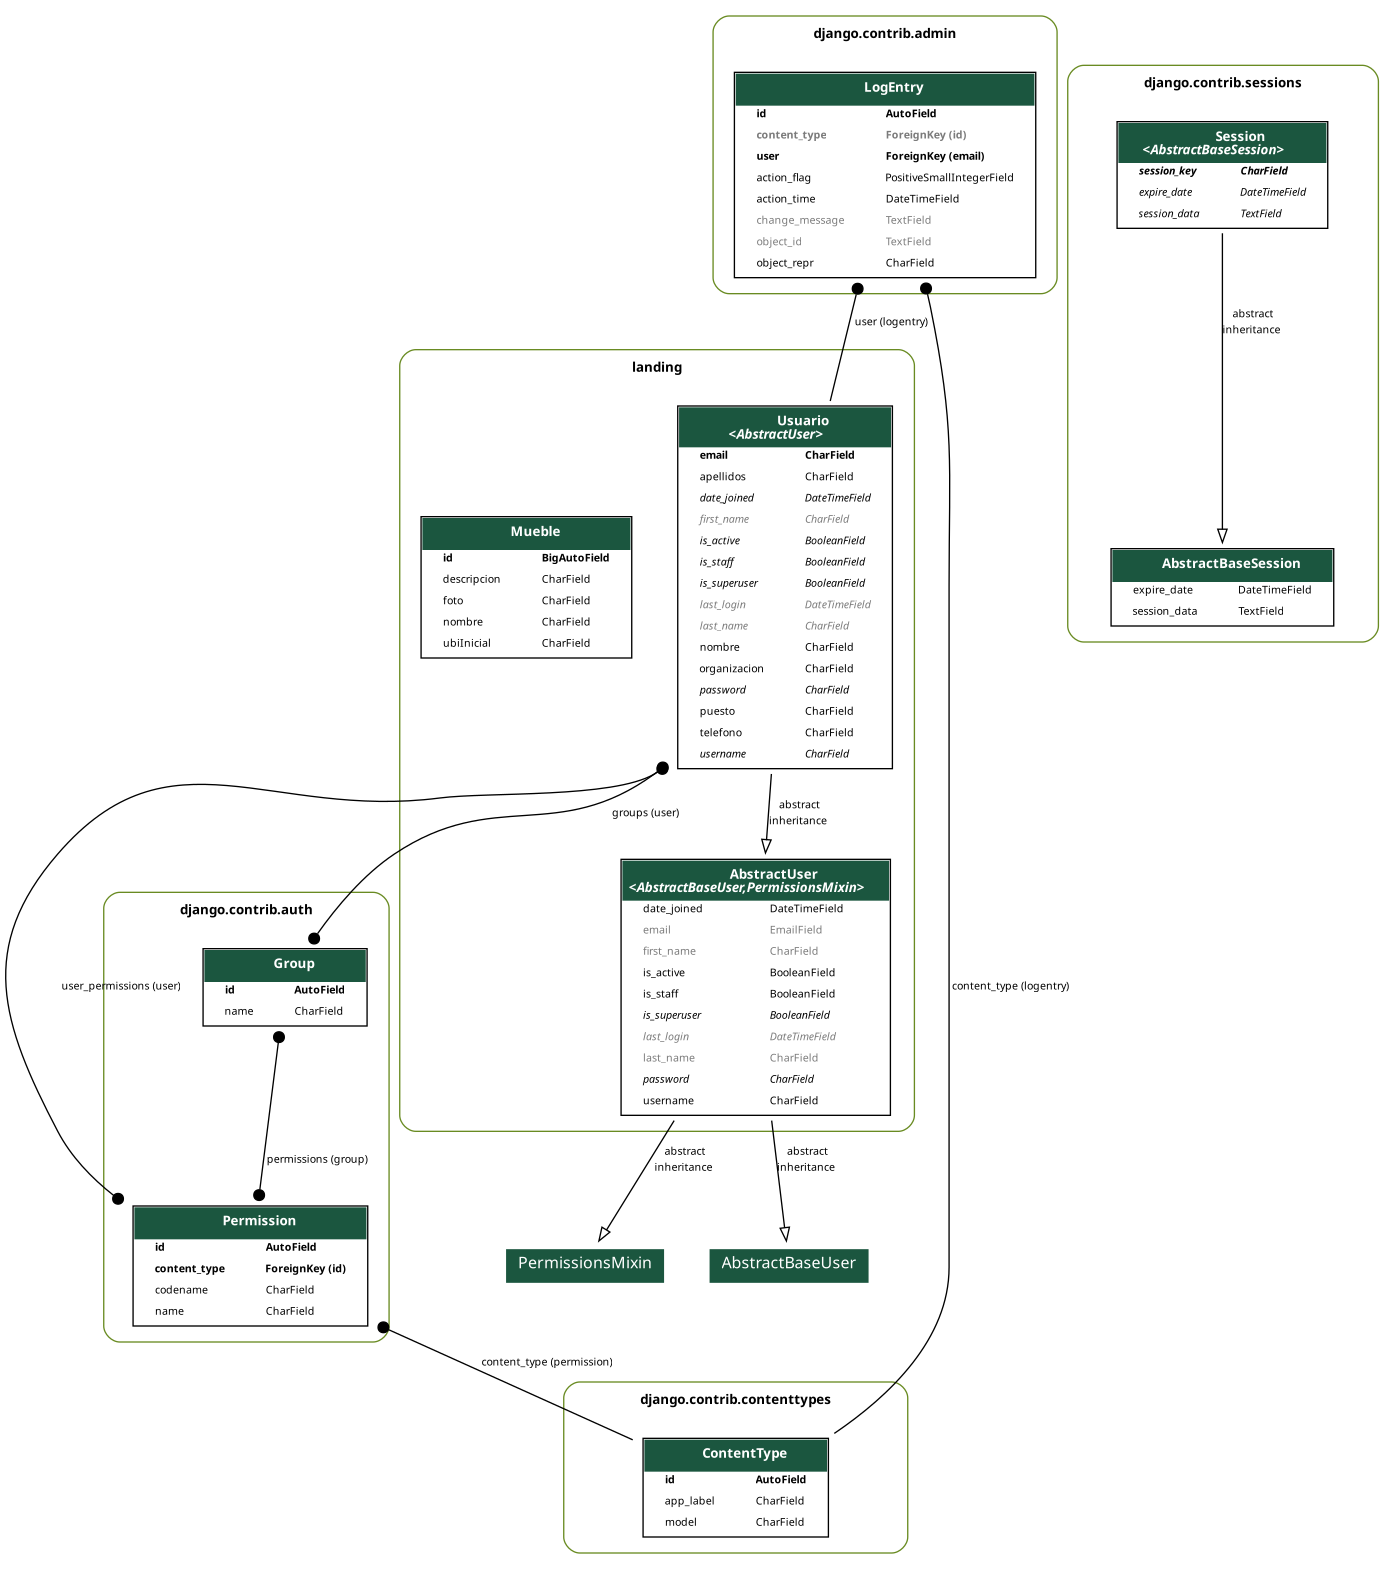 django.contrib.admin
LogEntry
id AutoField
content_type ForeignKey (id)
user ForeignKey (email)
action_flag PositiveSmallIntegerField
action_time DateTimeField
change_message TextField
object_id TextField
object_repr CharField
django.contrib.sessions
Session
<AbstractBaseSession>
session_key CharField
expire_date DateTimeField
session_data TextField
user (logentry)
abstract
inheritance
landing
Usuario
<AbstractUser>
email CharField
apellidos CharField
date_joined DateTimeField
first_name CharField
is_active BooleanField
is_staff BooleanField
is_superuser BooleanField
last_login DateTimeField
last_name CharField
nombre CharField
organizacion CharField
password CharField
puesto CharField
telefono CharField
username CharField
Mueble
id BigAutoField
descripcion CharField
foto CharField
nombre CharField
ubiInicial CharField
AbstractBaseSession
expire_date DateTimeField
session_data TextField
groups (user)
abstract
inheritance
AbstractUser
<AbstractBaseUser,PermissionsMixin>
date_joined DateTimeField
email EmailField
first_name CharField
is_active BooleanField
is_staff BooleanField
is_superuser BooleanField
last_login DateTimeField
last_name CharField
password CharField
username CharField
django.contrib.auth
Group
id AutoField
name CharField
user_permissions (user)
content_type (logentry)
permissions (group)
abstract
inheritance
abstract
inheritance
Permission
id AutoField
content_type ForeignKey (id)
codename CharField
name CharField
PermissionsMixin
AbstractBaseUser
content_type (permission)
django.contrib.contenttypes
ContentType
id AutoField
app_label CharField
model CharField